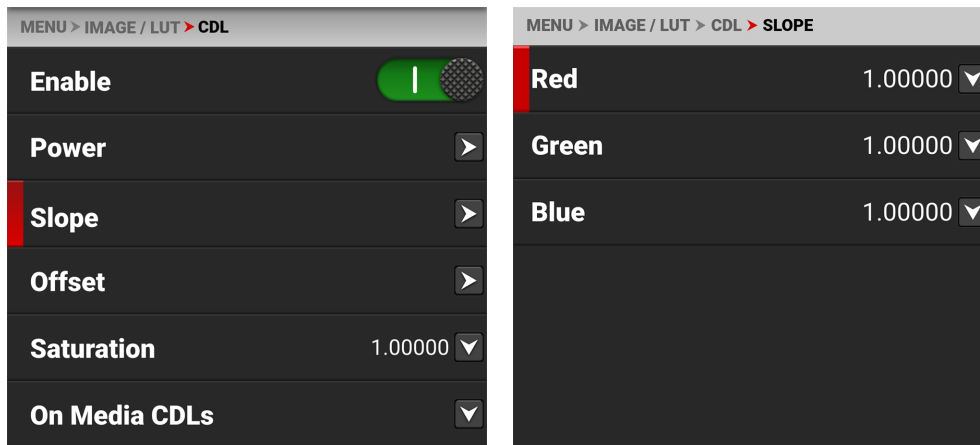 MENU > IMAGE / LUT > CDL
Enable
Power
Slope
Offset
Saturation 1.00000
On Media CDLs
MENU > IMAGE / LUT > CDL > SLOPE
Red 1.00000
Green 1.00000
Blue 1.00000